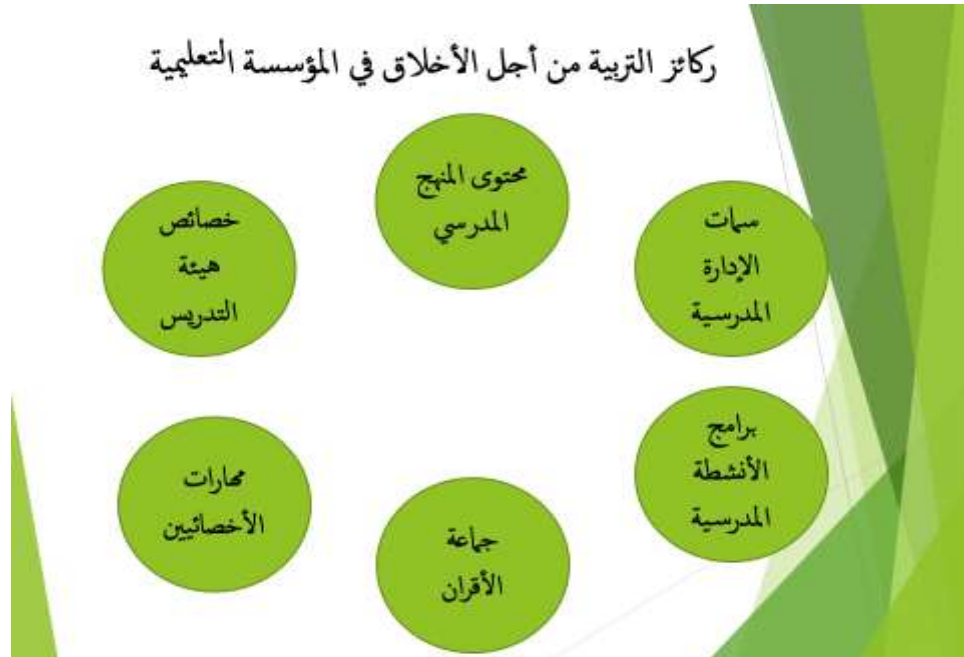 ركائز التربية من أجل الأخلاق في المؤسسة التعليمية
محتوى المنهج
المدرسي
سمات
الإدارة
المدرسية
خصائص
هيئة
التدريس
برامج
الأنشطة
المدرسية
مهارات
الأخصائيين
جماعة
الأقران